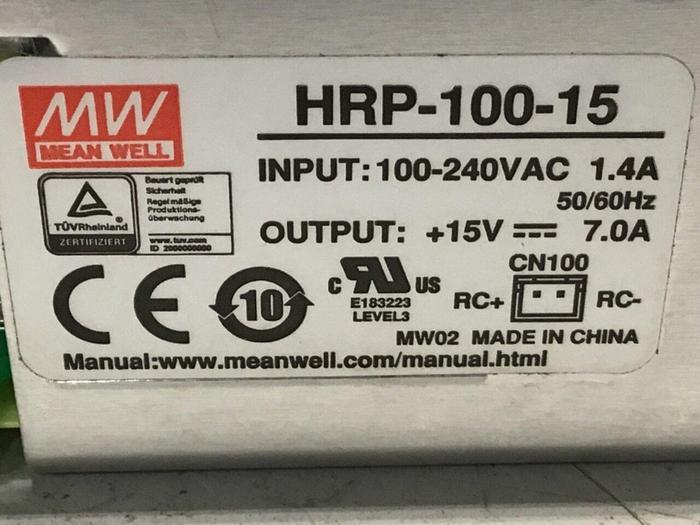 MW
MEAN WELL
HRP-100-15
INPUT: 100-240VAC 1.4A
50/60Hz
OUTPUT: +15V 7.0A
TÜVRheinland ®
ZERTIFIZIERT
Bauart geprüft
Sicherheit
Regelmäßige
Produktions-
überwachung
www.tuv.com
ID 2000000000
CE
10
c RU US
E183223
LEVEL3
CN100
RC+ RC-
MW02 MADE IN CHINA
Manual:www.meanwell.com/manual.html